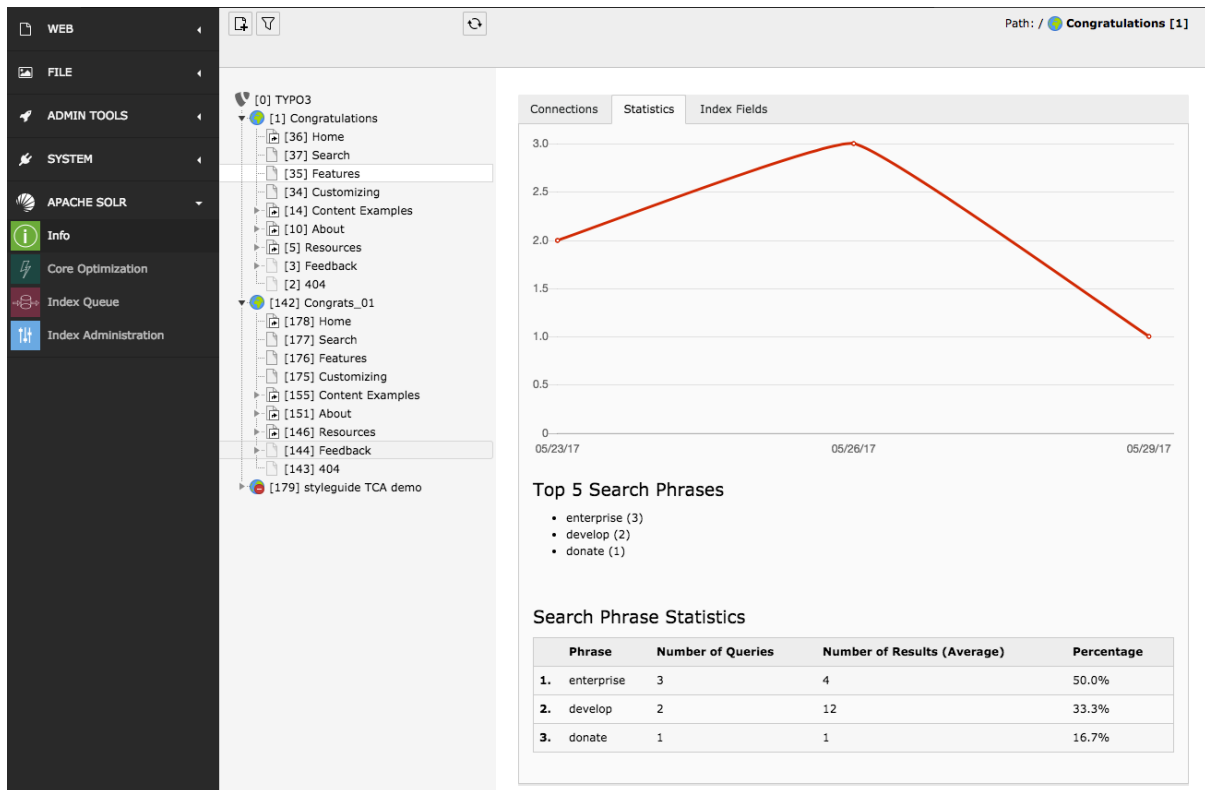 WEB
FILE
ADMIN TOOLS
SYSTEM
APACHE SOLR
Info
Core Optimization
Index Queue
Index Administration
Path: / Congratulations [1]
[0] TYPO3
[1] Congratulations
[36] Home
[37] Search
[35] Features
[34] Customizing
[14] Content Examples
[10] About
[5] Resources
[3] Feedback
[2] 404
[142] Congrats_01
[178] Home
[177] Search
[176] Features
[175] Customizing
[155] Content Examples
[151] About
[146] Resources
[144] Feedback
[143] 404
[179] styleguide TCA demo
Connections Statistics Index Fields
3.0
2.5
2.0
1.5
1.0
0.5
0
05/23/17 05/26/17 05/29/17
Top 5 Search Phrases
• enterprise (3)
• develop (2)
• donate (1)
Search Phrase Statistics
Phrase Number of Queries Number of Results (Average) Percentage
1. enterprise 3 4 50.0%
2. develop 2 12 33.3%
3. donate 1 1 16.7%